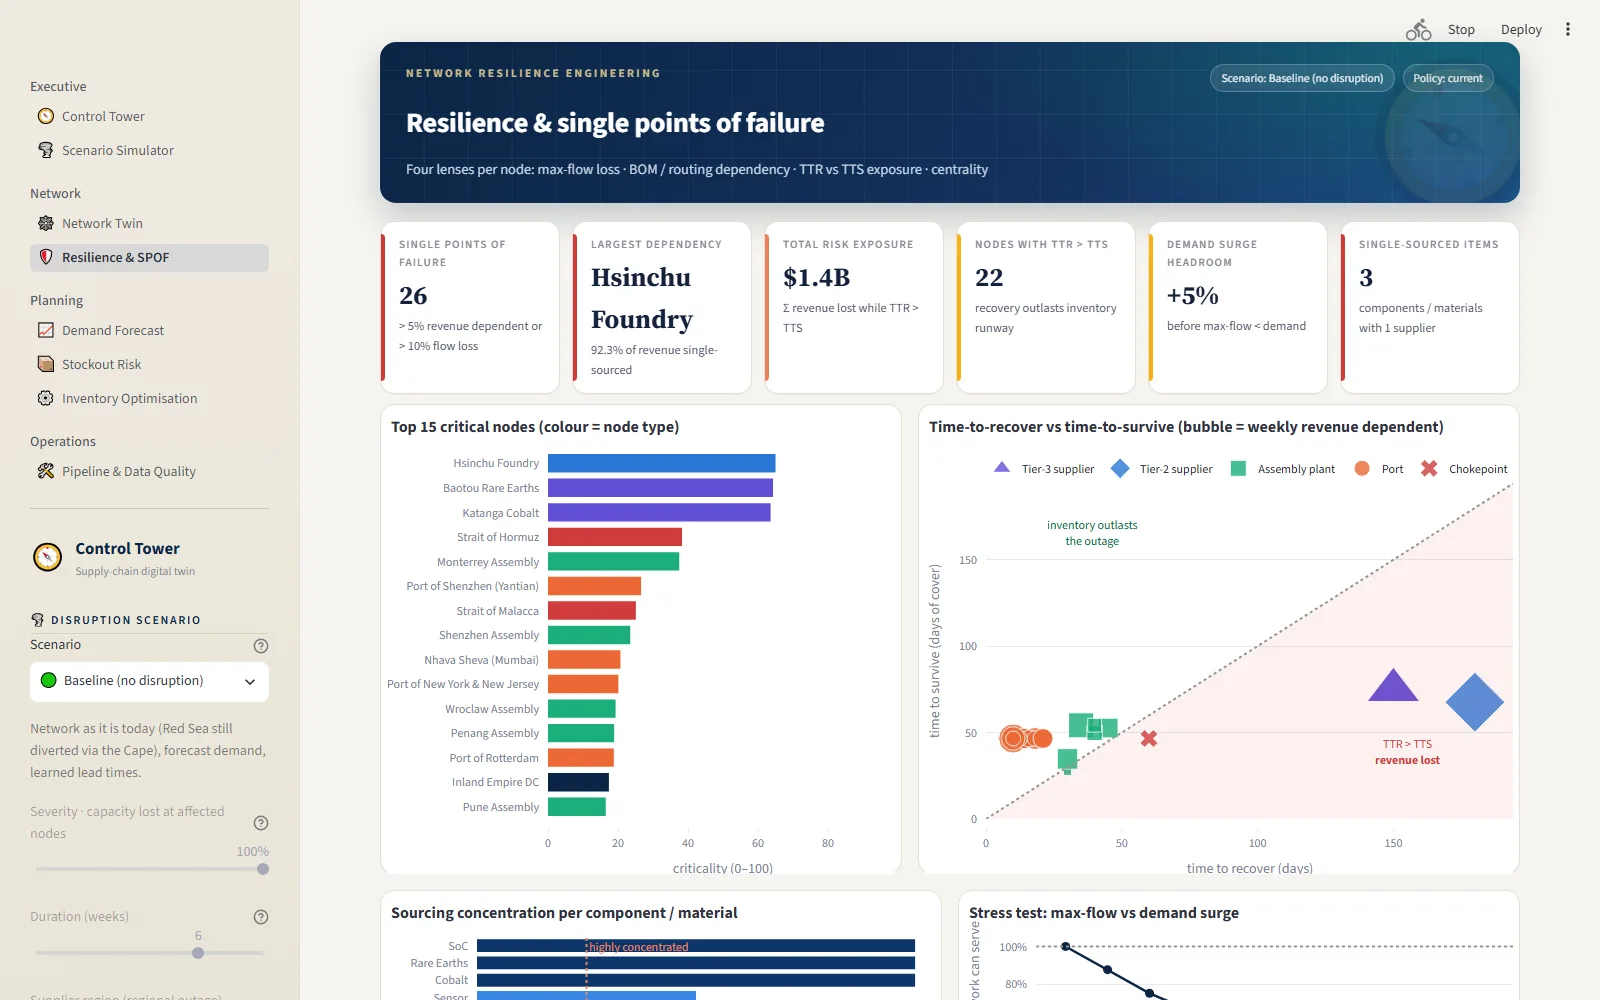 Stop
Deploy
Executive
Control Tower
Scenario Simulator
Network
Network Twin
Resilience & SPOF
Planning
Demand Forecast
Stockout Risk
Inventory Optimisation
Operations
Pipeline & Data Quality
Control Tower
Supply-chain digital twin
DISRUPTION SCENARIO
Scenario
Baseline (no disruption)
Network as it is today (Red Sea still
diverted via the Cape), forecast demand,
learned lead times.
Severity · capacity lost at affected
nodes
100%
Duration (weeks)
6
Supplier region (regional outage)
NETWORK RESILIENCE ENGINEERING
Scenario: Baseline (no disruption)
Policy: current
Resilience & single points of failure
Four lenses per node: max-flow loss · BOM / routing dependency · TTR vs TTS exposure · centrality
SINGLE POINTS OF
FAILURE
26
> 5% revenue dependent or
> 10% flow loss
LARGEST DEPENDENCY
Hsinchu
Foundry
92.3% of revenue single-
sourced
TOTAL RISK EXPOSURE
$1.4B
Σ revenue lost while TTR >
TTS
NODES WITH TTR > TTS
22
recovery outlasts inventory
runway
DEMAND SURGE
HEADROOM
+5%
before max-flow < demand
SINGLE-SOURCED ITEMS
3
components / materials
with 1 supplier
Top 15 critical nodes (colour = node type)
Hsinchu Foundry
Baotou Rare Earths
Katanga Cobalt
Strait of Hormuz
Monterrey Assembly
Port of Shenzhen (Yantian)
Strait of Malacca
Shenzhen Assembly
Nhava Sheva (Mumbai)
Port of New York & New Jersey
Wroclaw Assembly
Penang Assembly
Port of Rotterdam
Inland Empire DC
Pune Assembly
0 20 40 60 80
criticality (0–100)
Time-to-recover vs time-to-survive (bubble = weekly revenue dependent)
Tier-3 supplier Tier-2 supplier Assembly plant Port Chokepoint
inventory outlasts
the outage
time to survive (days of cover)
150
100
50
0
TTR > TTS
revenue lost
0 50 100 150
time to recover (days)
Sourcing concentration per component / material
SoC
highly concentrated
Rare Earths
Cobalt
Sensor
Stress test: max-flow vs demand surge
work can serve
100%
80%